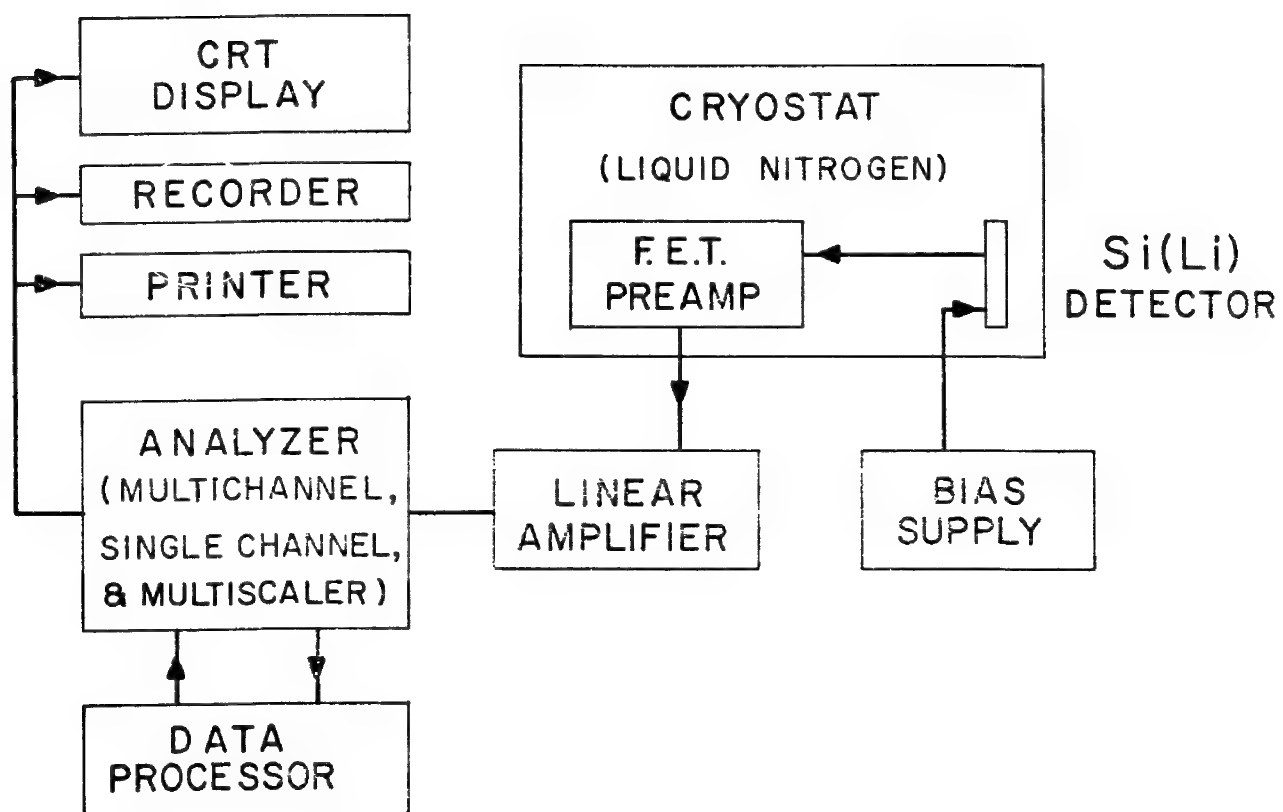 CRT
DISPLAY
RECORDER
PRINTER
CRYOSTAT
(LIQUID NITROGEN)
F.E.T.
PREAMP
Si(Li)
DETECTOR
ANALYZER
(MULTICHANNEL,
SINGLE CHANNEL,
& MULTISCALER)
LINEAR
AMPLIFIER
BIAS
SUPPLY
DATA
PROCESSOR